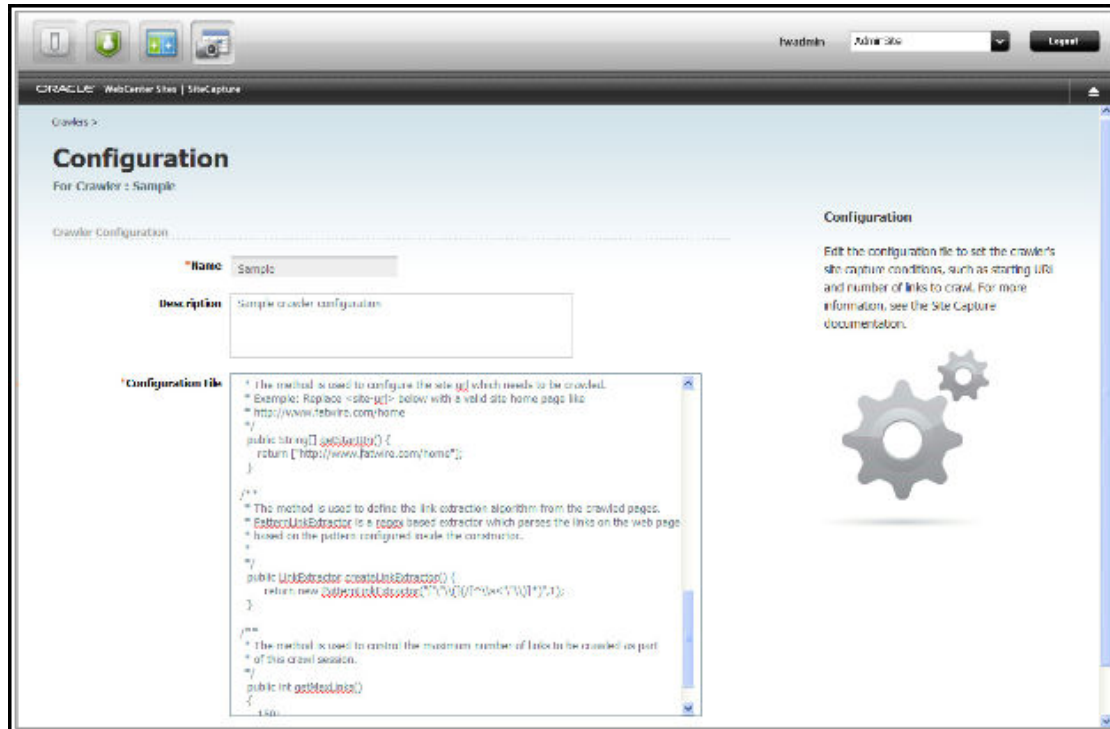 fwadmin
AdminSite
Logout
ORACLE WebCenter Sites | SiteCapture
Crawlers >
Configuration
For Crawler : Sample
Crawler Configuration
*Name
Sample
Description
Sample crawler configuration
*Configuration File
* The method is used to configure the site url which needs to be crawled.
* Example: Replace <site-url> below with a valid site home page like
* http://www.fatwire.com/home
*/
public String[] getStartUri() {
return ["http://www.fatwire.com/home"];
}
/**
* The method is used to define the link extraction algorithm from the crawled pages.
* PatternLinkExtractor is a regex based extractor which parses the links on the web page
* based on the pattern configured inside the constructor.
*
*/
public LinkExtractor createLinkExtractor() {
return new PatternLinkExtractor(
}
/**
* The method is used to control the maximum number of links to be crawled as part
* of this crawl session.
*/
public int getMaxLinks()
{
150;
Configuration
Edit the configuration file to set the crawler's
site capture conditions, such as starting URI
and number of links to crawl. For more
information, see the Site Capture
documentation.